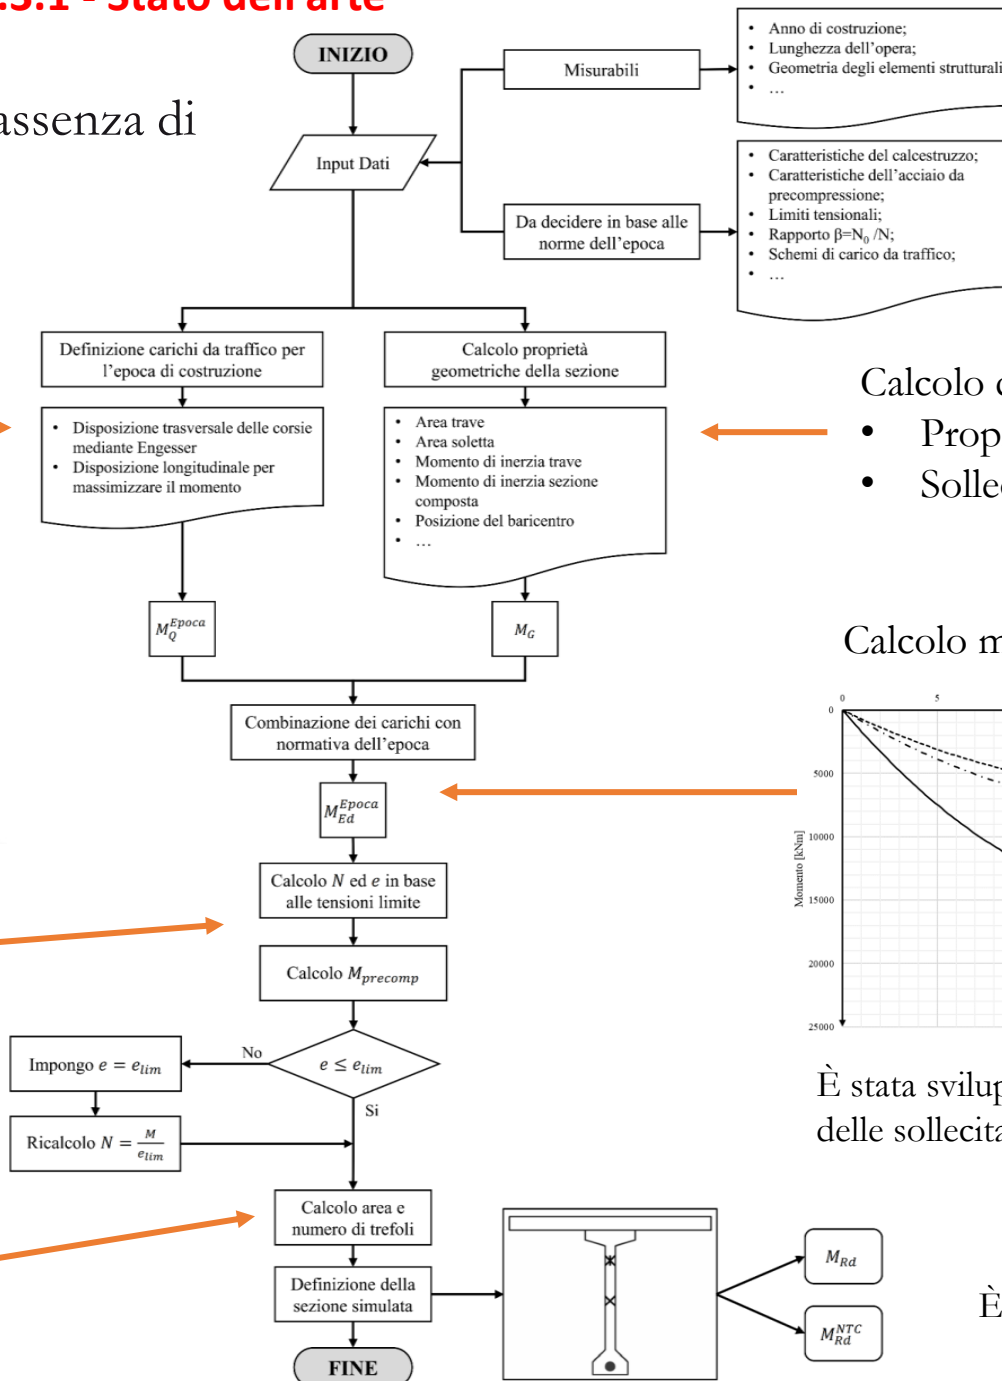 .3.1 - Stato dell'arte
assenza di
INIZIO
Input Dati
Misurabili
• Anno di costruzione;
• Lunghezza dell'opera;
• Geometria degli elementi strutturali
• …
Da decidere in base alle
norme dell'epoca
• Caratteristiche del calcestruzzo;
• Caratteristiche dell'acciaio da
precompressione;
• Limiti tensionali;
• Rapporto β=N₀ /N;
• Schemi di carico da traffico;
• …
Definizione carichi da traffico per
l'epoca di costruzione
Calcolo proprietà
geometriche della sezione
• Disposizione trasversale delle corsie
mediante Engesser
• Disposizione longitudinale per
massimizzare il momento
• Area trave
• Area soletta
• Momento di inerzia trave
• Momento di inerzia sezione
composta
• Posizione del baricentro
• …
Calcolo
• Prop
• Solle
M_Q^Epoca
M_G
Combinazione dei carichi con
normativa dell'epoca
M_Ed^Epoca
Calcolo N ed e in base
alle tensioni limite
Calcolo M_precomp
e ≤ e_lim
No
Si
Impongo e = e_lim
Ricalcolo N = M/e_lim
Calcolo area e
numero di trefoli
Definizione della
sezione simulata
FINE
M_Rd
M_Rd^NTC
Calcolo m
0 5
0
5000
10000
15000
20000
25000
Momento [kNm]
È stata svilup
delle sollecita
È